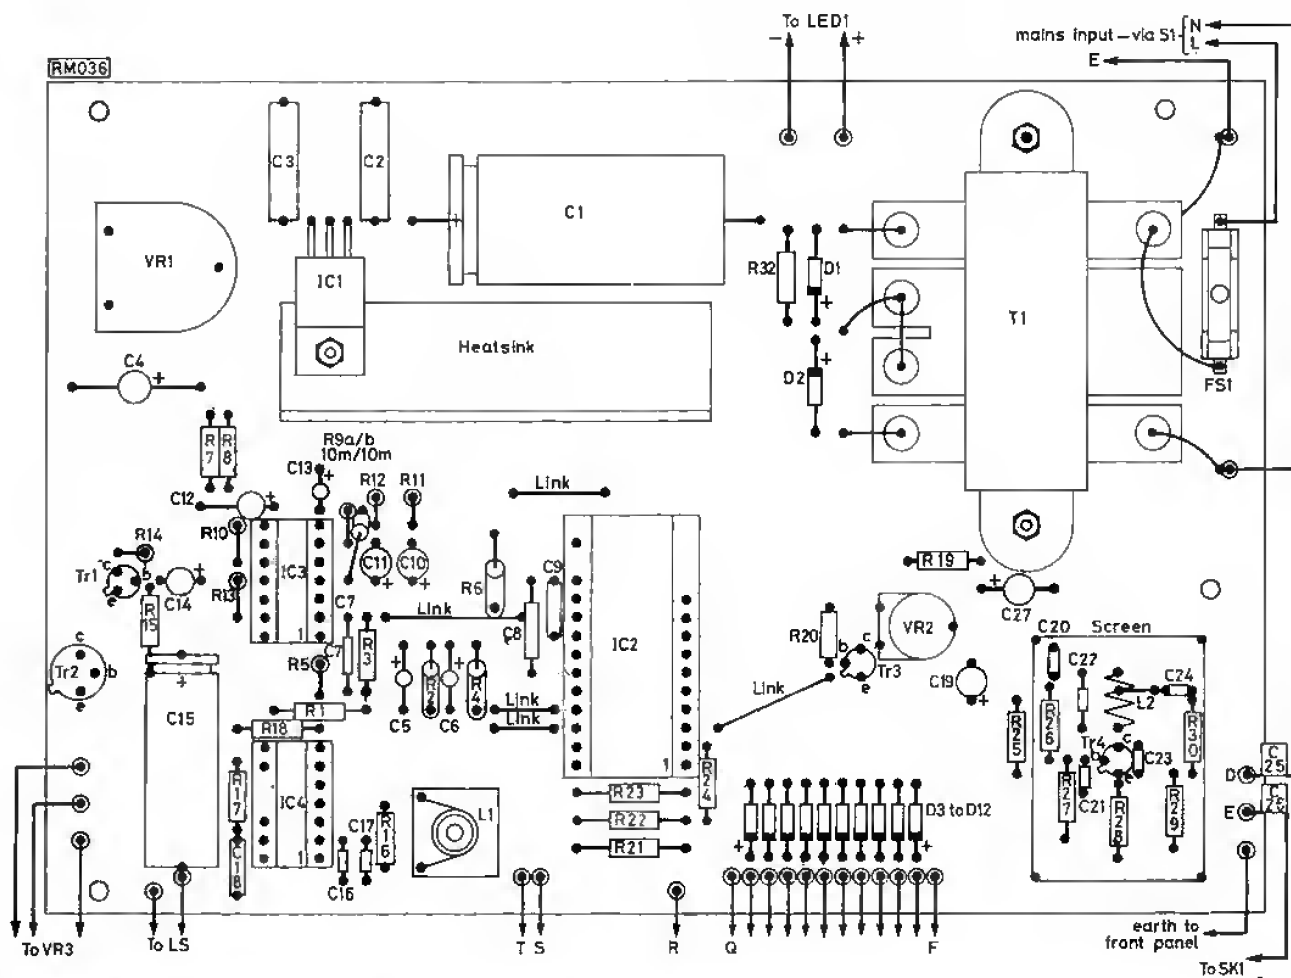 To LED1
- +
mains input – via S1 N
L
E
RM036
C3
C2
C1
VR1
IC1
R32
D1
+
T1
Heatsink
C4
+
+
D2
FS1
R7
R8
R9a/b
10m/10m
C13
+
R12
R11
Link
C12
+
R10
R14
IC3
C11
+
C10
+
R6
C9
R19
Tr1
c
b
e
C14
+
R13
R15
C7
Link
C8
IC2
+
C27
R20
VR2
C20
Screen
1
C7
R3
R5
Tr2
c
b
e
+
C5
R2
+
C6
R4
b
c
e
Tr3
C19
+
C22
C24
L2
Link
R1
Link
Link
C15
+
R18
R25
R26
Tr4
c
b
e
C23
R30
R17
IC4
1
R24
D
C25
C26
E
R23
R22
R21
L1
R16
C17
C16
C18
D3 to D12
+
+
R27
C21
R28
R29
To VR3
To LS
T S
R
Q
F
earth to
front panel
To SK1